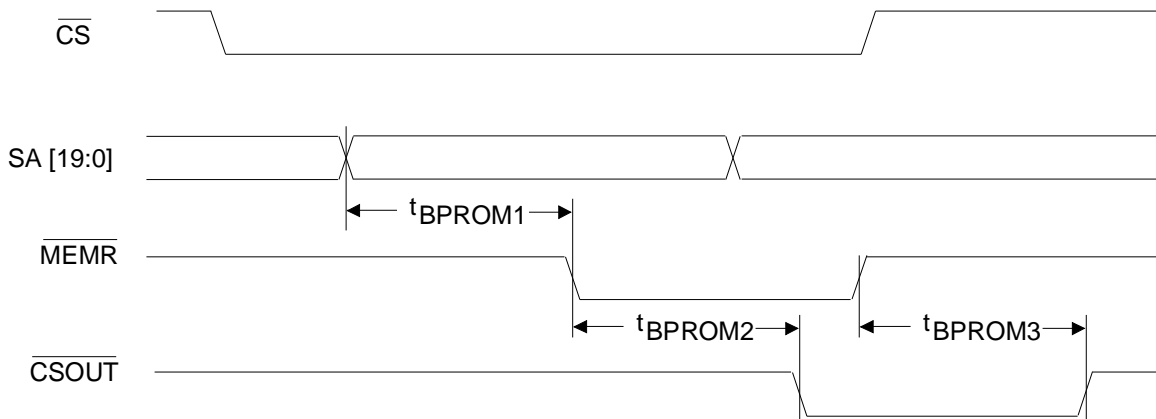 CS
SA [19:0]
tBPROM1
MEMR
tBPROM2
tBPROM3
CSOUT